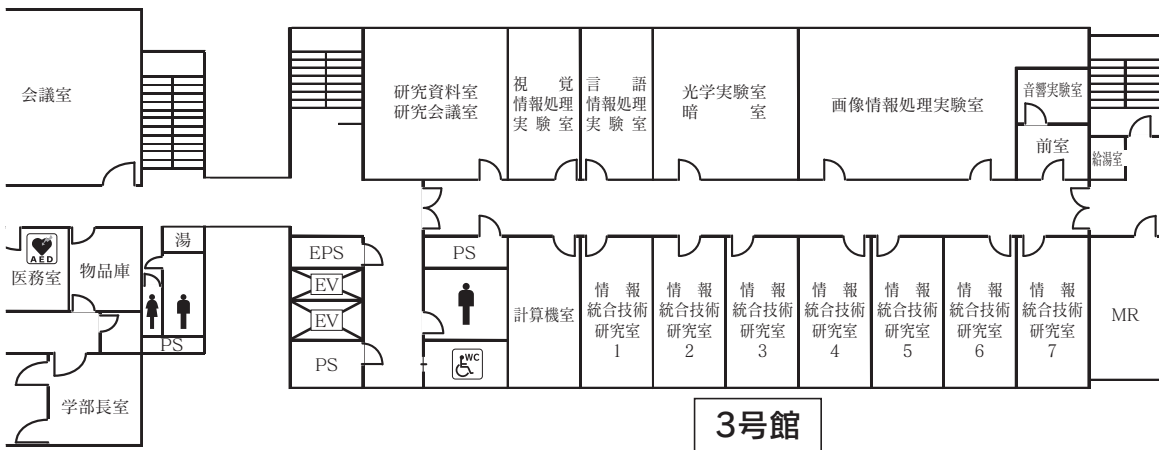 会議室
研究資料室
研究会議室
視覚
情報処理
実験室
言語
情報処理
実験室
光学実験室
暗室
画像情報処理実験室
音響実験室
前室
給湯室
AED
医務室
物品庫
湯
PS
学部長室
EPS
EV
EV
PS
PS
WC
計算機室
情報
統合技術
研究室
1
情報
統合技術
研究室
2
情報
統合技術
研究室
3
情報
統合技術
研究室
4
情報
統合技術
研究室
5
情報
統合技術
研究室
6
情報
統合技術
研究室
7
MR
3号館